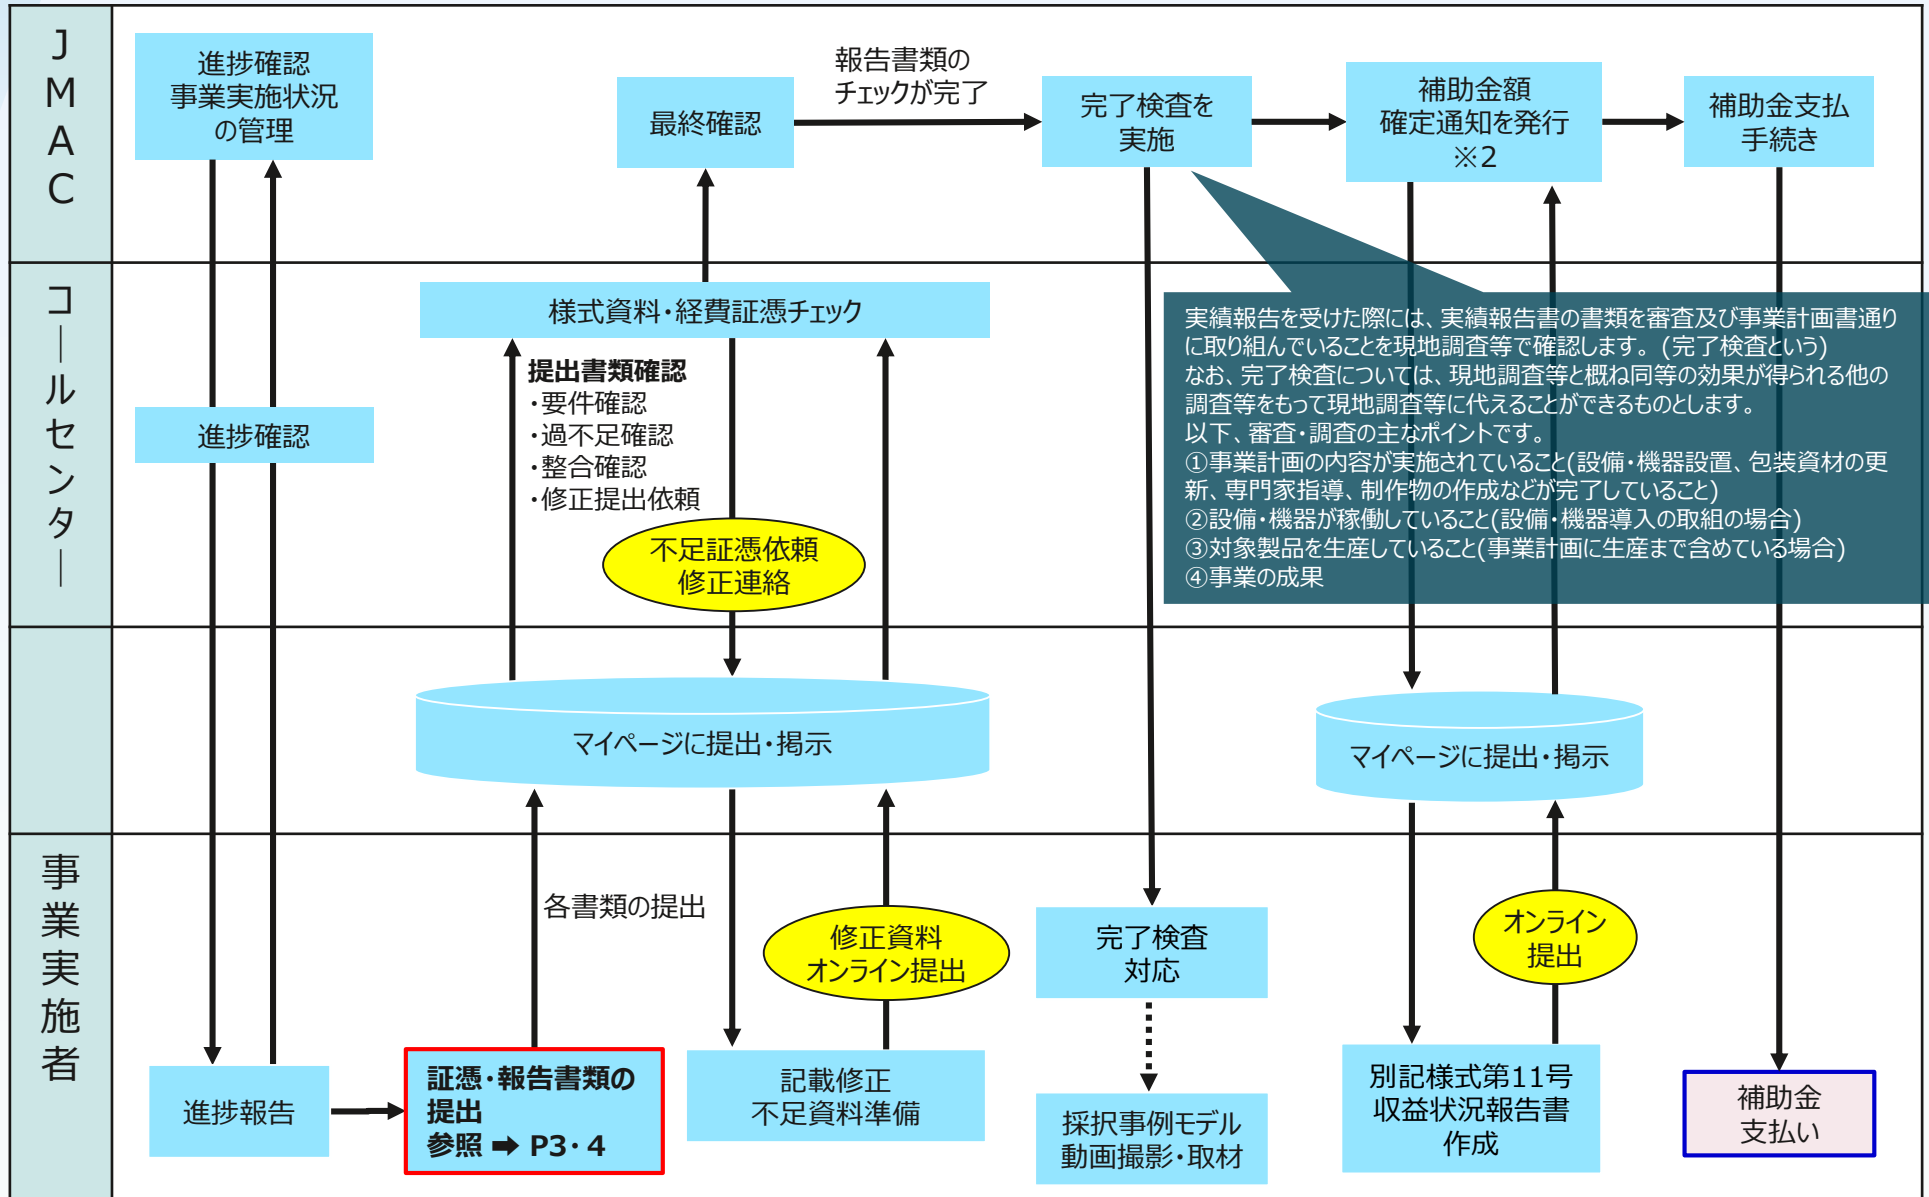 JMAC
進捗確認
事業実施状況
の管理
最終確認
報告書類の
チェックが完了
完了検査を
実施
補助金額
確定通知を発行
※2
補助金支払
手続き
コールセンター
進捗確認
様式資料・経費証憑チェック
提出書類確認
・要件確認
・過不足確認
・整合確認
・修正提出依頼
不足証憑依頼
修正連絡
実績報告を受けた際には、実績報告書の書類を審査及び事業計画書通り
に取り組んでいることを現地調査等で確認します。(完了検査という)
なお、完了検査については、現地調査等と概ね同等の効果が得られる他の
調査等をもって現地調査等に代えることができるものとします。
以下、審査・調査の主なポイントです。
①事業計画の内容が実施されていること(設備・機器設置、包装資材の更
新、専門家指導、制作物の作成などが完了していること)
②設備・機器が稼働していること(設備・機器導入の取組の場合)
③対象製品を生産していること(事業計画に生産まで含めている場合)
④事業の成果
マイページに提出・掲示
マイページに提出・掲示
事業実施者
各書類の提出
修正資料
オンライン提出
完了検査
対応
オンライン
提出
進捗報告
証憑・報告書類の
提出
参照 ➡ P3・4
記載修正
不足資料準備
採択事例モデル
動画撮影・取材
別記様式第11号
収益状況報告書
作成
補助金
支払い